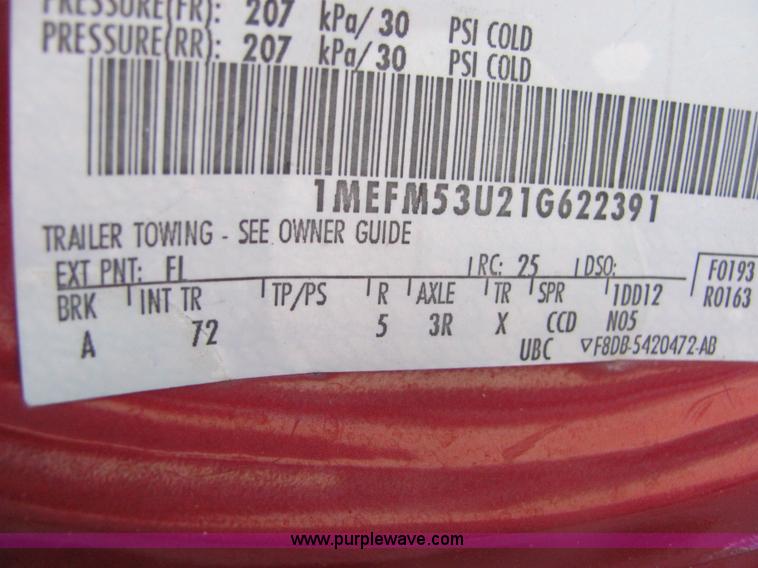 PRESSURE(FR): 207 kPa/30 PSI COLD
PRESSURE(RR): 207 kPa/30 PSI COLD
1MEFM53U21G622391
TRAILER TOWING - SEE OWNER GUIDE
EXT PNT: FL RC: 25 DSO: F0193
BRK INT TR TP/PS R AXLE TR SPR 1DD12 R0163
A 72 5 3R X CCD N05
UBC ▽F8DB-5420472-AB
www.purplewave.com